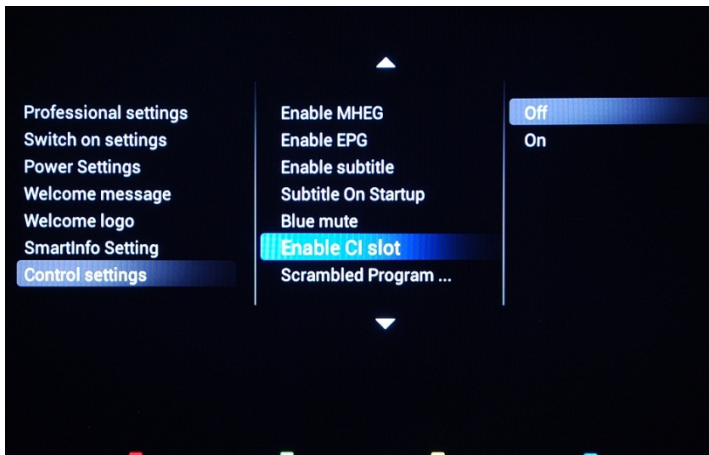 Professional settings
Switch on settings
Power Settings
Welcome message
Welcome logo
SmartInfo Setting
Control settings
Enable MHEG
Enable EPG
Enable subtitle
Subtitle On Startup
Blue mute
Enable CI slot
Scrambled Program ...
Off
On